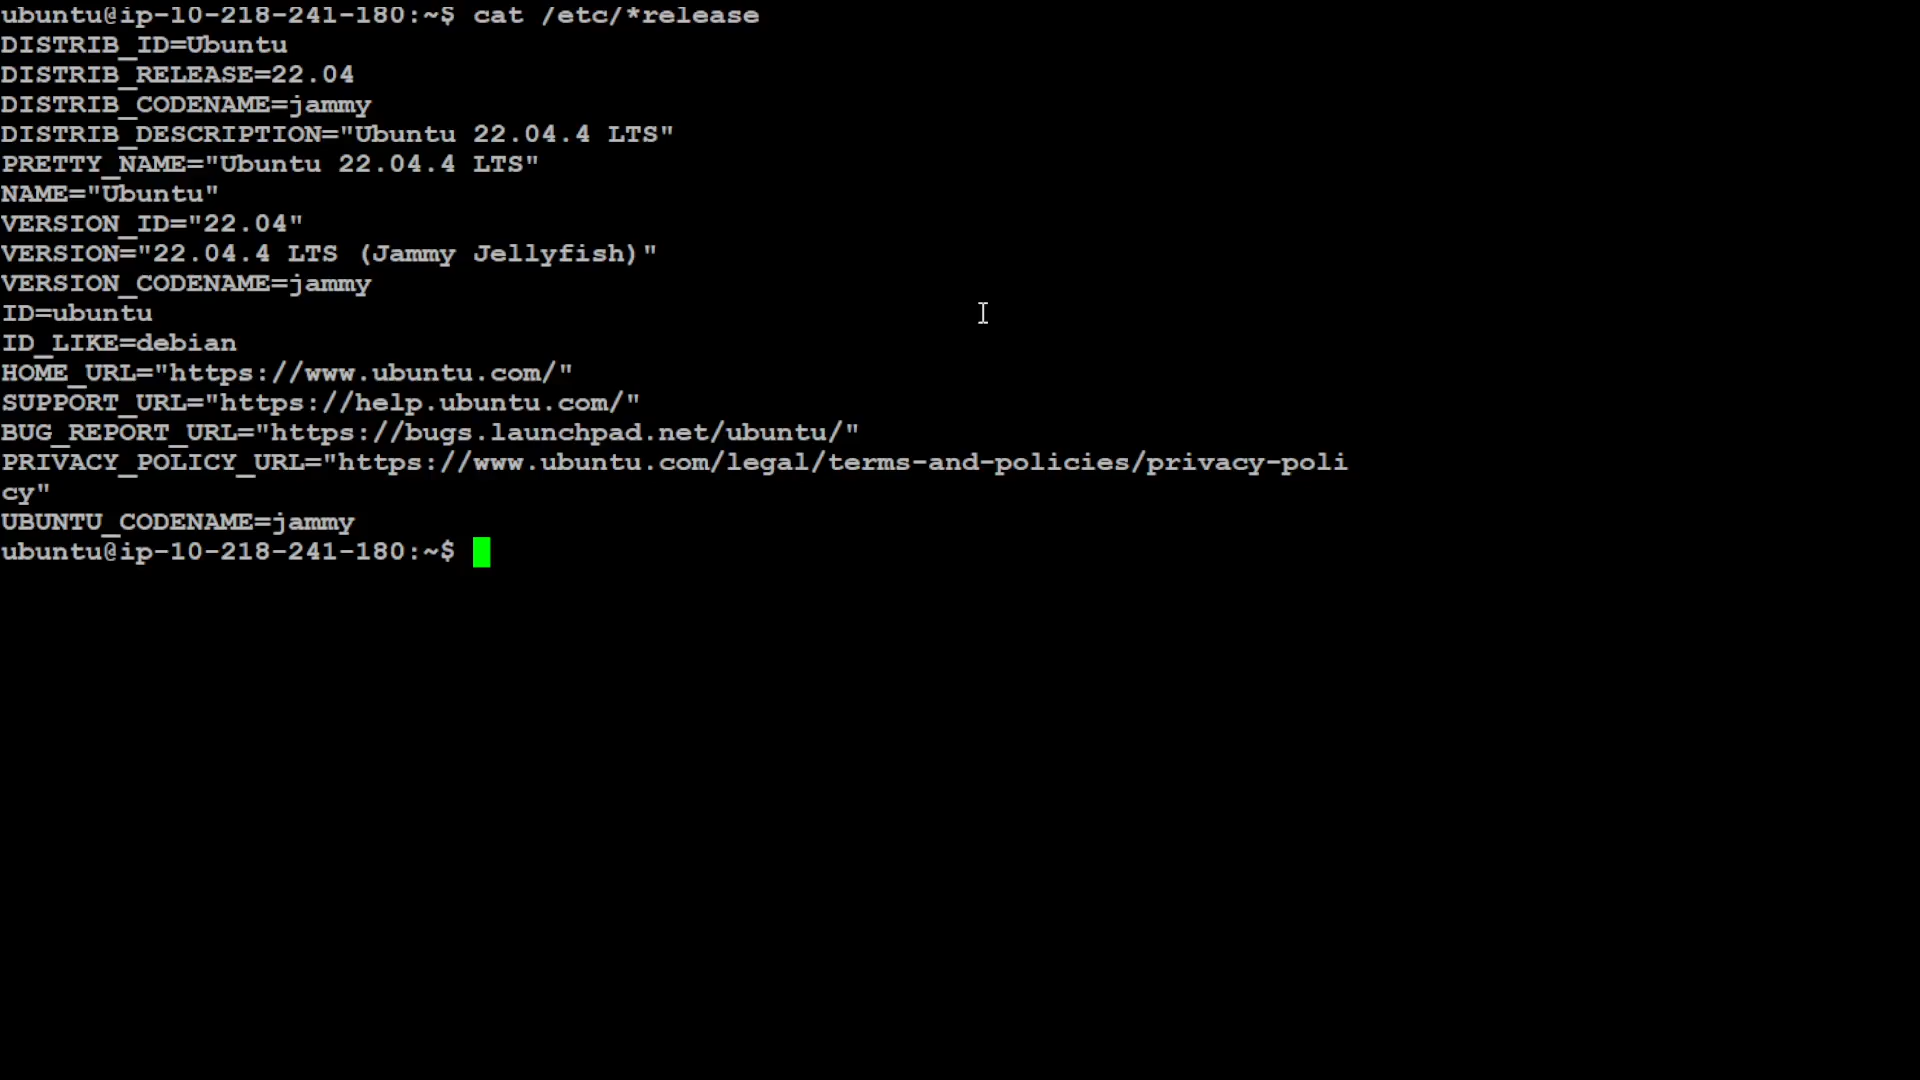 ubuntu@ip-10-218-241-180:~$ cat /etc/*release
DISTRIB_ID=Ubuntu
DISTRIB_RELEASE=22.04
DISTRIB_CODENAME=jammy
DISTRIB_DESCRIPTION="Ubuntu 22.04.4 LTS"
PRETTY_NAME="Ubuntu 22.04.4 LTS"
NAME="Ubuntu"
VERSION_ID="22.04"
VERSION="22.04.4 LTS (Jammy Jellyfish)"
VERSION_CODENAME=jammy
ID=ubuntu
ID_LIKE=debian
HOME_URL="https://www.ubuntu.com/"
SUPPORT_URL="https://help.ubuntu.com/"
BUG_REPORT_URL="https://bugs.launchpad.net/ubuntu/"
PRIVACY_POLICY_URL="https://www.ubuntu.com/legal/terms-and-policies/privacy-poli
cy"
UBUNTU_CODENAME=jammy
ubuntu@ip-10-218-241-180:~$